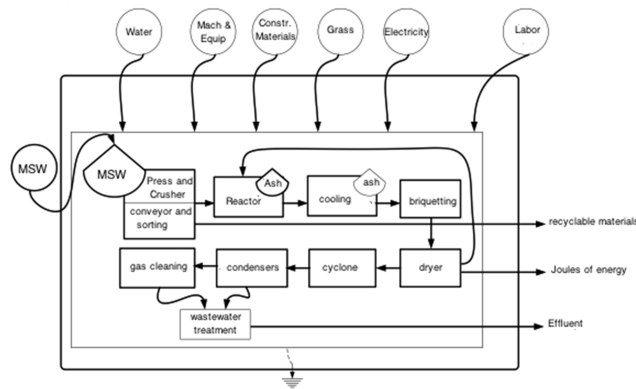 Water
Mach &
Equip
Constr.
Materials
Grass
Electricity
Labor
MSW
MSW
Press and
Crusher
conveyor and
sorting
Reactor
Ash
cooling
ash
briquetting
recyclable materials
gas cleaning
condensers
cyclone
dryer
Joules of energy
wastewater
treatment
Effluent